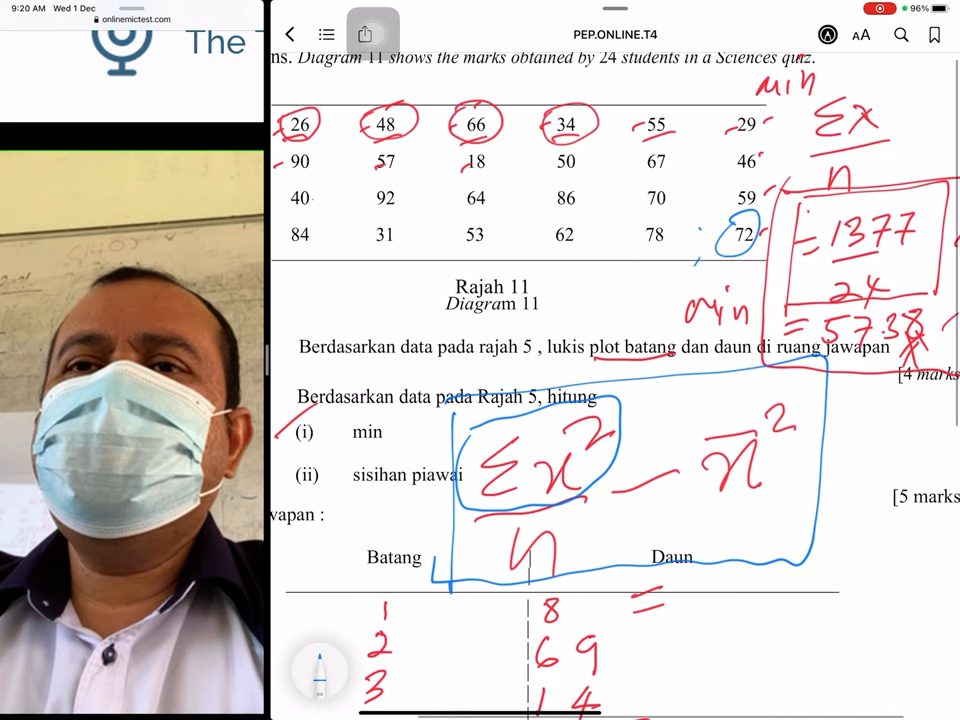 9:20 AM Wed 1 Dec
onlinemictest.com
The
96%
PEP.ONLINE.T4
AA
ns. Diagram 11 shows the marks obtained by 24 students in a Sciences quiz.
min
26 48 66 34 55 29
90 57 18 50 67 46
40 92 64 86 70 59
84 31 53 62 78 72
Σx
n
= 1377
24
= 57.38
Rajah 11
Diagram 11
min
Berdasarkan data pada rajah 5 , lukis plot batang dan daun di ruang jawapan
[4 marks
Berdasarkan data pada Rajah 5, hitung
(i) min
(ii) sisihan piawai
Σx² − x̄²
n
[5 marks
wapan :
Batang Daun
=
1 8
2 6 9
3 1 4